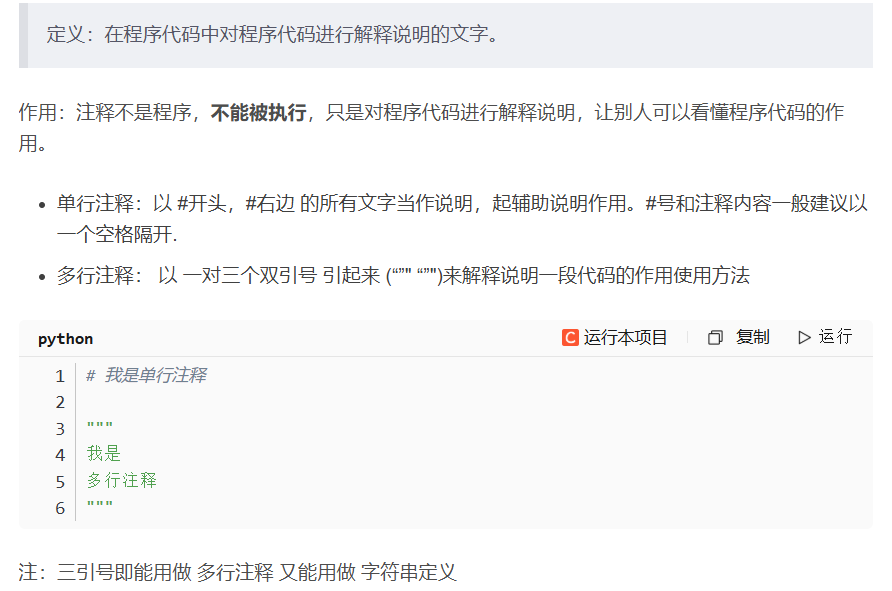 定义：在程序代码中对程序代码进行解释说明的文字。
作用：注释不是程序，不能被执行，只是对程序代码进行解释说明，让别人可以看懂程序代码的作
用。
• 单行注释：以 #开头，#右边 的所有文字当作说明，起辅助说明作用。#号和注释内容一般建议以
一个空格隔开.
• 多行注释： 以 一对三个双引号 引起来 (“”" “”")来解释说明一段代码的作用使用方法
python C 运行本项目 复制 运行
1 # 我是单行注释
2
3 """
4 我是
5 多行注释
6 """
注：三引号即能用做 多行注释 又能用做 字符串定义